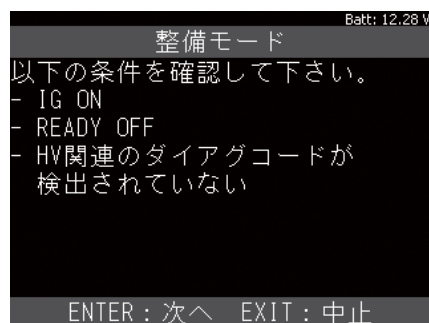 Batt: 12.28 V
整備モード
以下の条件を確認して下さい。
- IG ON
- READY OFF
- HV関連のダイアグコードが
検出されていない
ENTER：次へ EXIT：中止